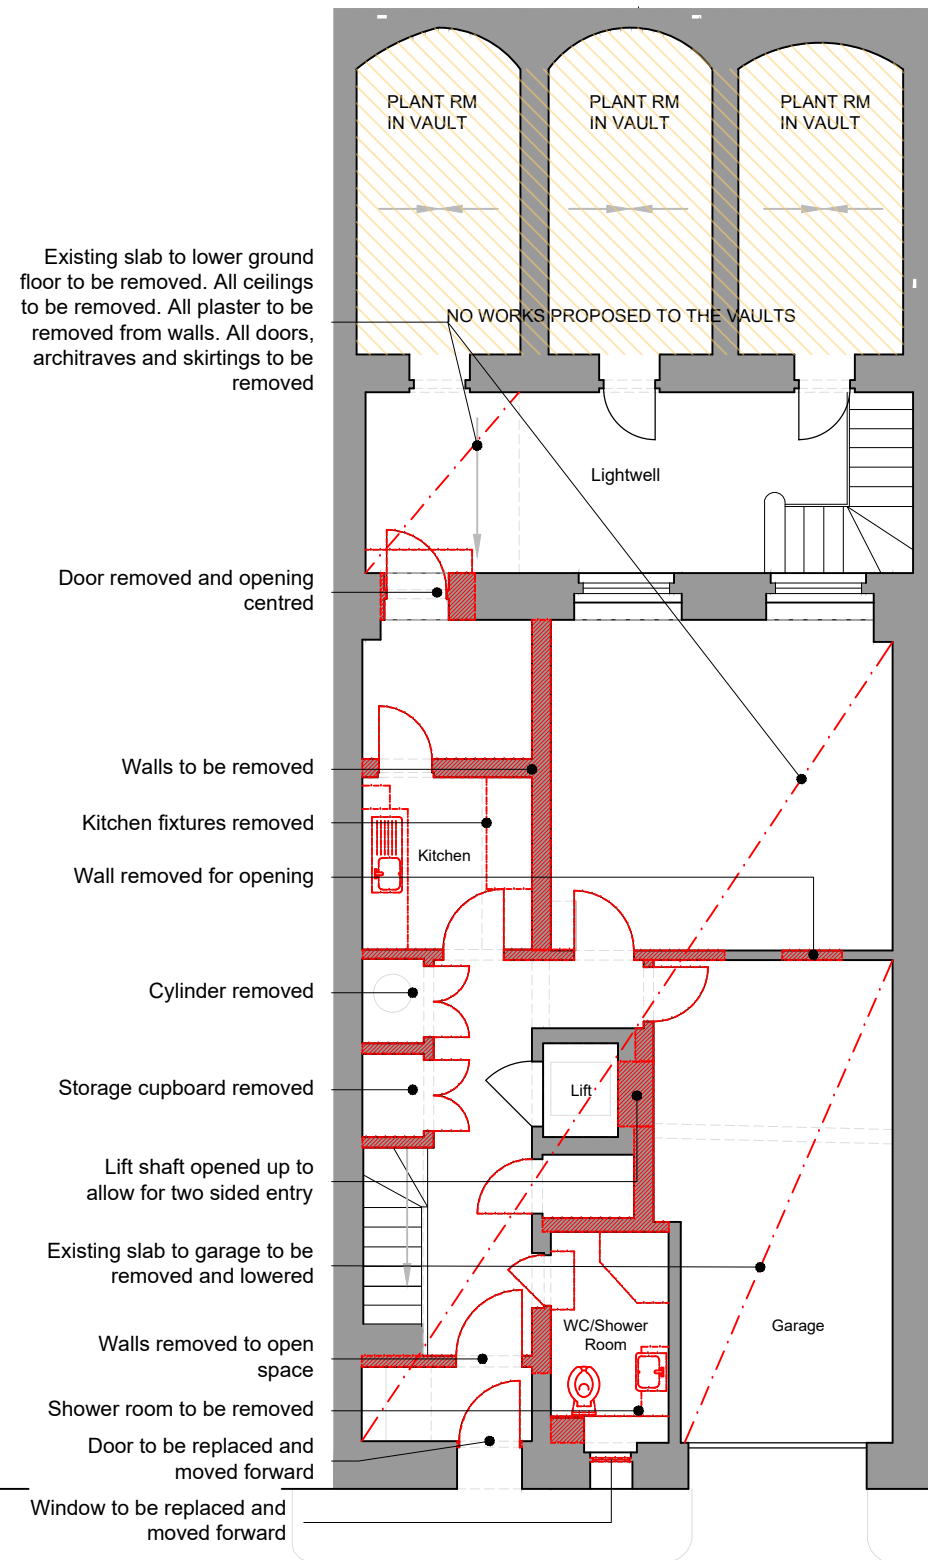 PLANT RM
IN VAULT
PLANT RM
IN VAULT
PLANT RM
IN VAULT
Existing slab to lower ground
floor to be removed. All ceilings
to be removed. All plaster to be
removed from walls. All doors,
architraves and skirtings to be
removed
NO WORKS PROPOSED TO THE VAULTS
Lightwell
Door removed and opening
centred
Walls to be removed
Kitchen fixtures removed
Kitchen
Wall removed for opening
Cylinder removed
Storage cupboard removed
Lift
Lift shaft opened up to
allow for two sided entry
Existing slab to garage to be
removed and lowered
WC/Shower
Room
Garage
Walls removed to open
space
Shower room to be removed
Door to be replaced and
moved forward
Window to be replaced and
moved forward